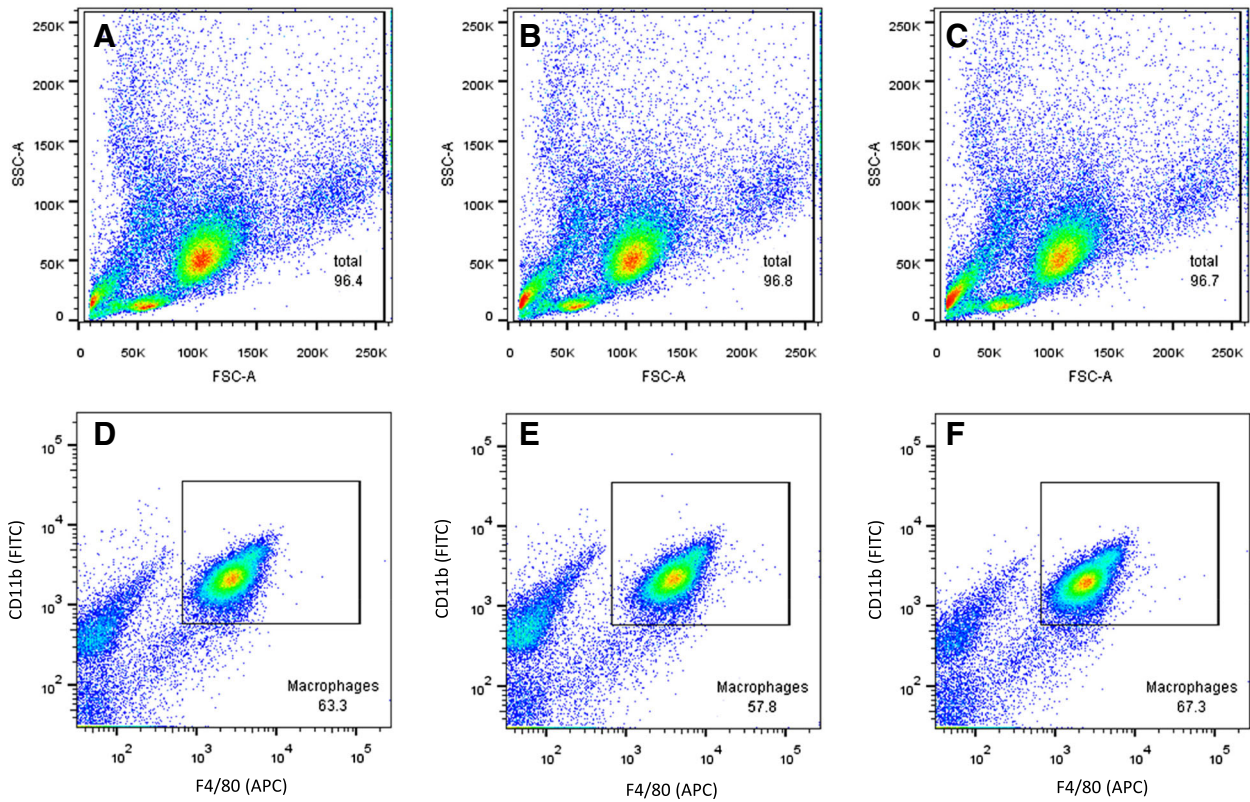 A
250K
200K
150K
100K
50K
0
SSC-A
total
96.4
0 50K 100K 150K 200K 250K
FSC-A
B
250K
200K
150K
100K
50K
0
SSC-A
total
96.8
0 50K 100K 150K 200K 250K
FSC-A
C
250K
200K
150K
100K
50K
0
SSC-A
total
96.7
0 50K 100K 150K 200K 250K
FSC-A
D
10^5
10^4
10^3
10^2
CD11b (FITC)
Macrophages
63.3
10^2 10^3 10^4 10^5
F4/80 (APC)
E
10^5
10^4
10^3
10^2
CD11b (FITC)
Macrophages
57.8
10^2 10^3 10^4 10^5
F4/80 (APC)
F
10^5
10^4
10^3
10^2
CD11b (FITC)
Macrophages
67.3
10^2 10^3 10^4 10^5
F4/80 (APC)